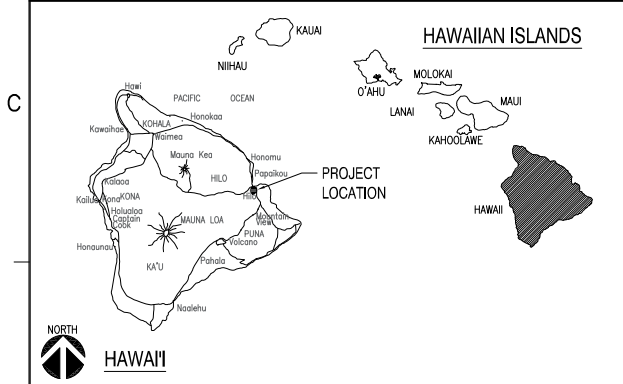 HAWAIIAN ISLANDS
KAUAI
NIIHAU
O'AHU
MOLOKAI
LANAI
MAUI
KAHOOLAWE
HAWAII
C
Hawi
PACIFIC OCEAN
KOHALA
Honokaa
Kawaihae
Waimea
Mauna Kea
Honomu
HILO
Papaikou
PROJECT
LOCATION
Hilo
Kalaoa
Kailua Kona
KONA
Holualoa
Captain
Cook
MAUNA LOA
Mountain
View
PUNA
Honaunau
Volcano
KA'U
Pahala
Naalehu
NORTH
HAWAI'I